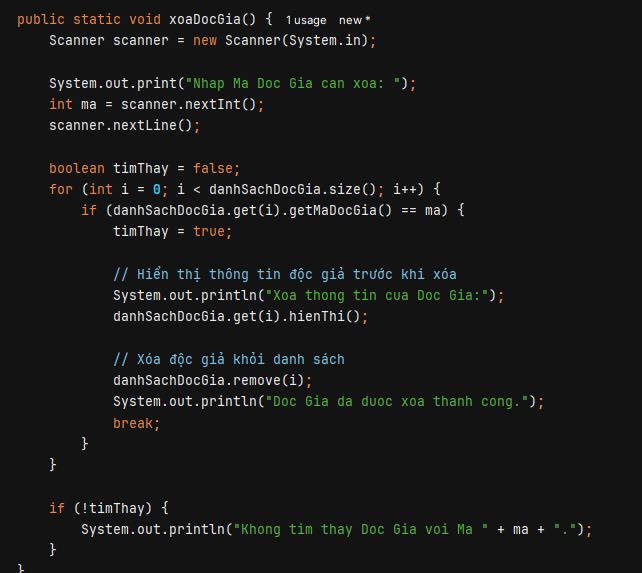 public static void xoaDocGia() { 1 usage new *
    Scanner scanner = new Scanner(System.in);

    System.out.print("Nhap Ma Doc Gia can xoa: ");
    int ma = scanner.nextInt();
    scanner.nextLine();

    boolean timThay = false;
    for (int i = 0; i < danhSachDocGia.size(); i++) {
        if (danhSachDocGia.get(i).getMaDocGia() == ma) {
            timThay = true;

            // Hiển thị thông tin độc giả trước khi xóa
            System.out.println("Xoa thong tin cua Doc Gia:");
            danhSachDocGia.get(i).hienThi();

            // Xóa độc giả khỏi danh sách
            danhSachDocGia.remove(i);
            System.out.println("Doc Gia da duoc xoa thanh cong.");
            break;
        }
    }

    if (!timThay) {
        System.out.println("Khong tim thay Doc Gia voi Ma " + ma + ".");
    }
}